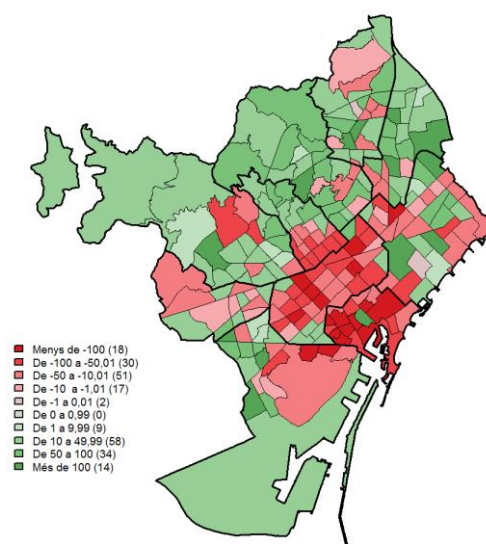 Menys de -100 (18)
De -100 a -50,01 (30)
De -50 a -10,01 (51)
De -10 a -1,01 (17)
De -1 a 0,01 (2)
De 0 a 0,99 (0)
De 1 a 9,99 (9)
De 10 a 49,99 (58)
De 50 a 100 (34)
Més de 100 (14)